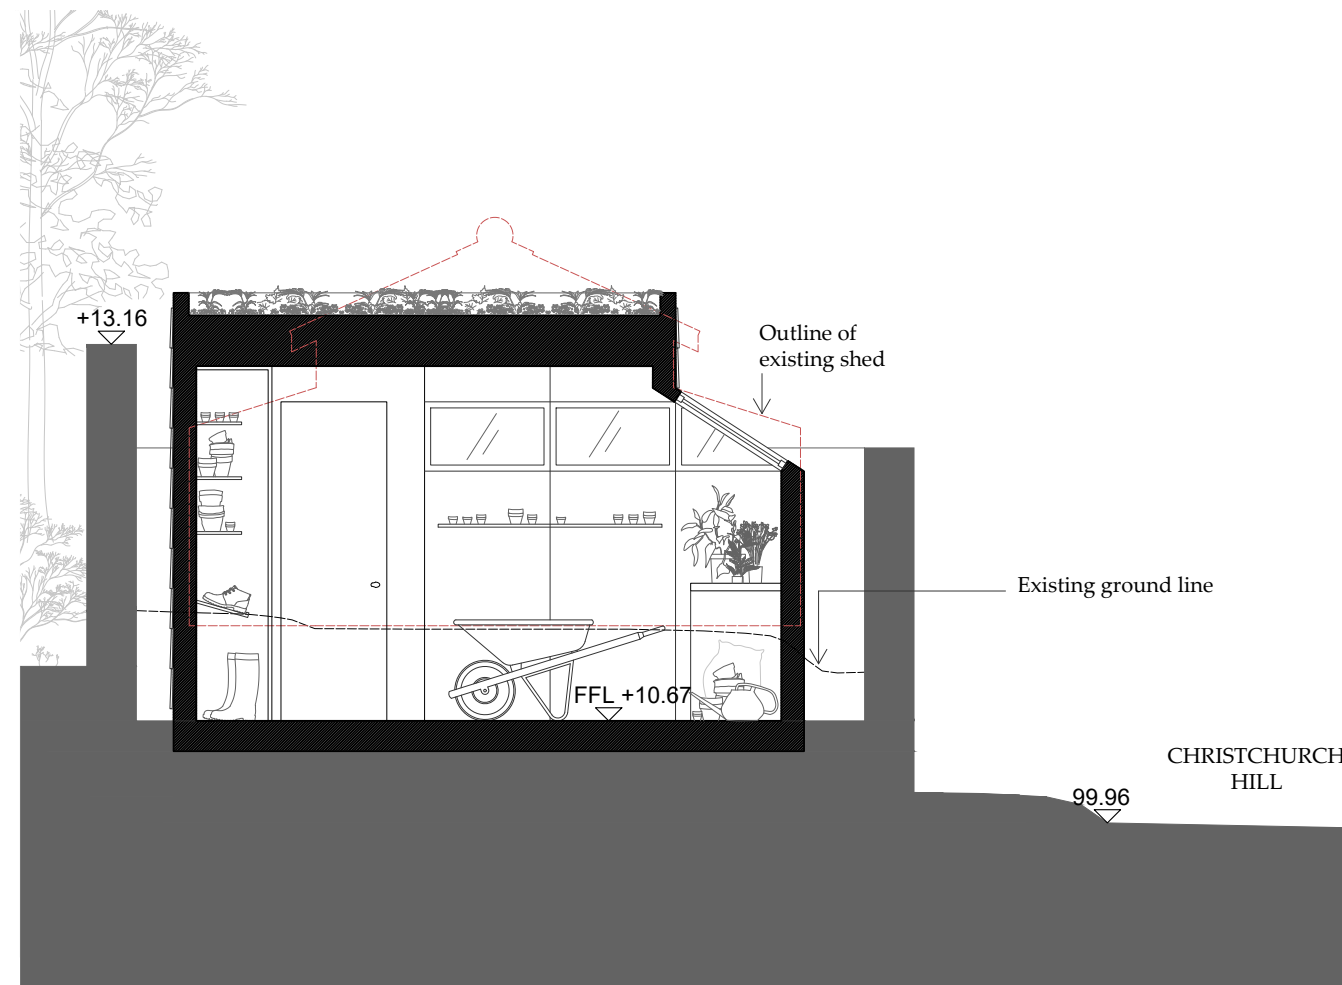 +13.16
Outline of
existing shed
Existing ground line
FFL +10.67
CHRISTCHURCH
HILL
99.96